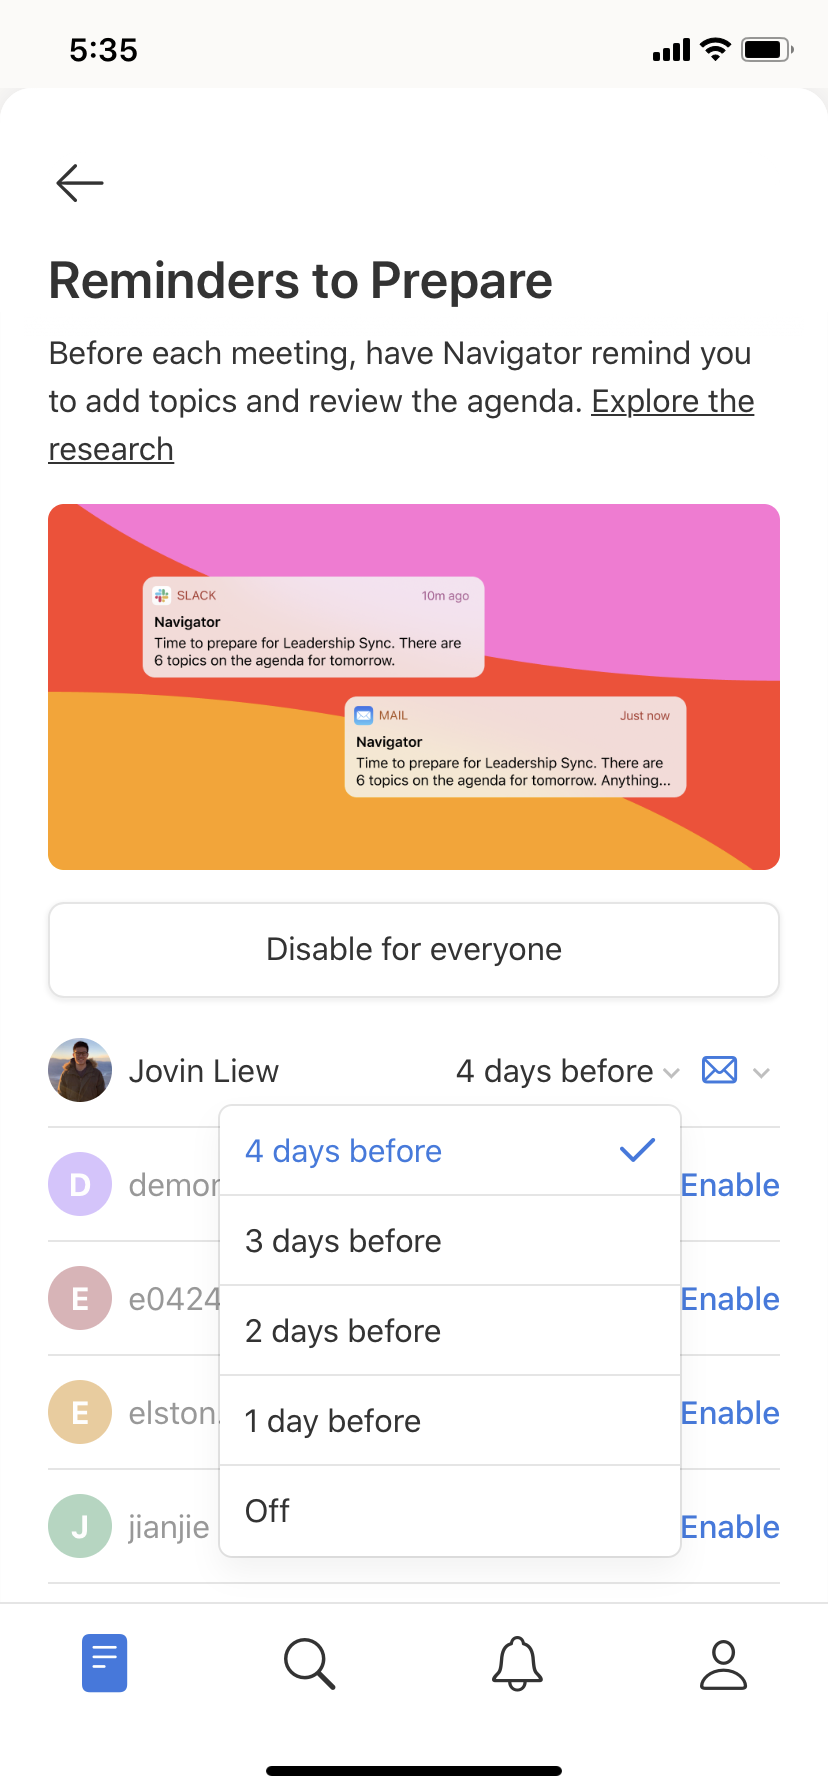 5:35
Reminders to Prepare
Before each meeting, have Navigator remind you
to add topics and review the agenda. Explore the
research
SLACK 10m ago
Navigator
Time to prepare for Leadership Sync. There are
6 topics on the agenda for tomorrow.
MAIL Just now
Navigator
Time to prepare for Leadership Sync. There are
6 topics on the agenda for tomorrow. Anything...
Disable for everyone
Jovin Liew 4 days before
4 days before
D Enable
3 days before
E e0424 Enable
2 days before
E elston. Enable
1 day before
J jianjie Enable
Off